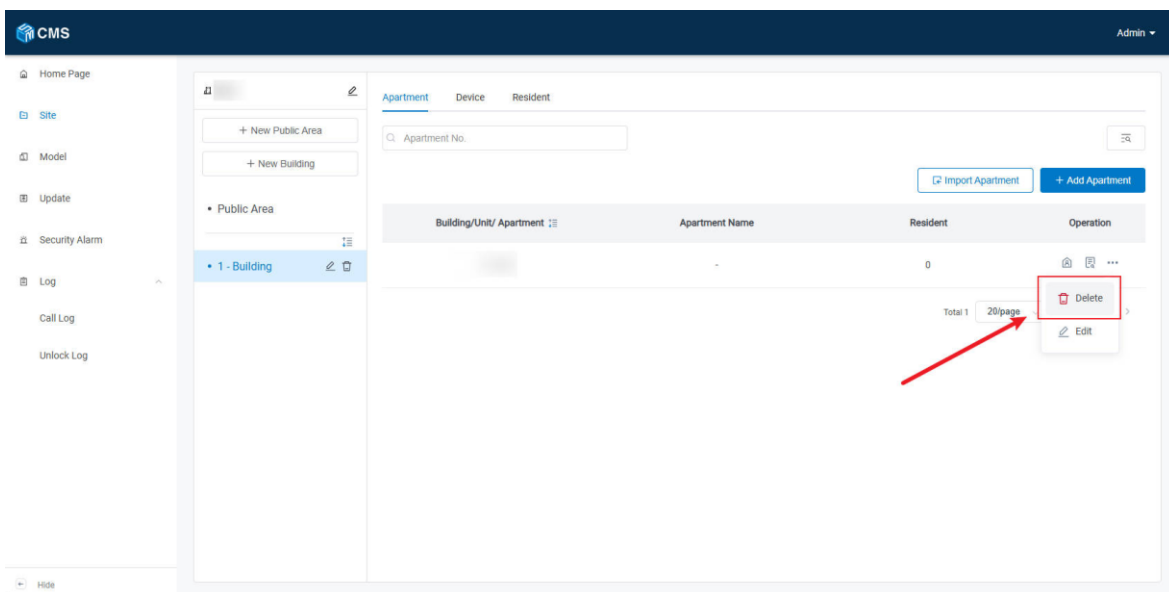 CMS
Admin
Home Page
Site
Model
Update
Security Alarm
Log
Call Log
Unlock Log
Hide
+ New Public Area
+ New Building
• Public Area
• 1 - Building
Apartment Device Resident
Apartment No.
Import Apartment + Add Apartment
Building/Unit/ Apartment Apartment Name Resident Operation
- 0 ...
Total 1 20/page >
Delete
Edit